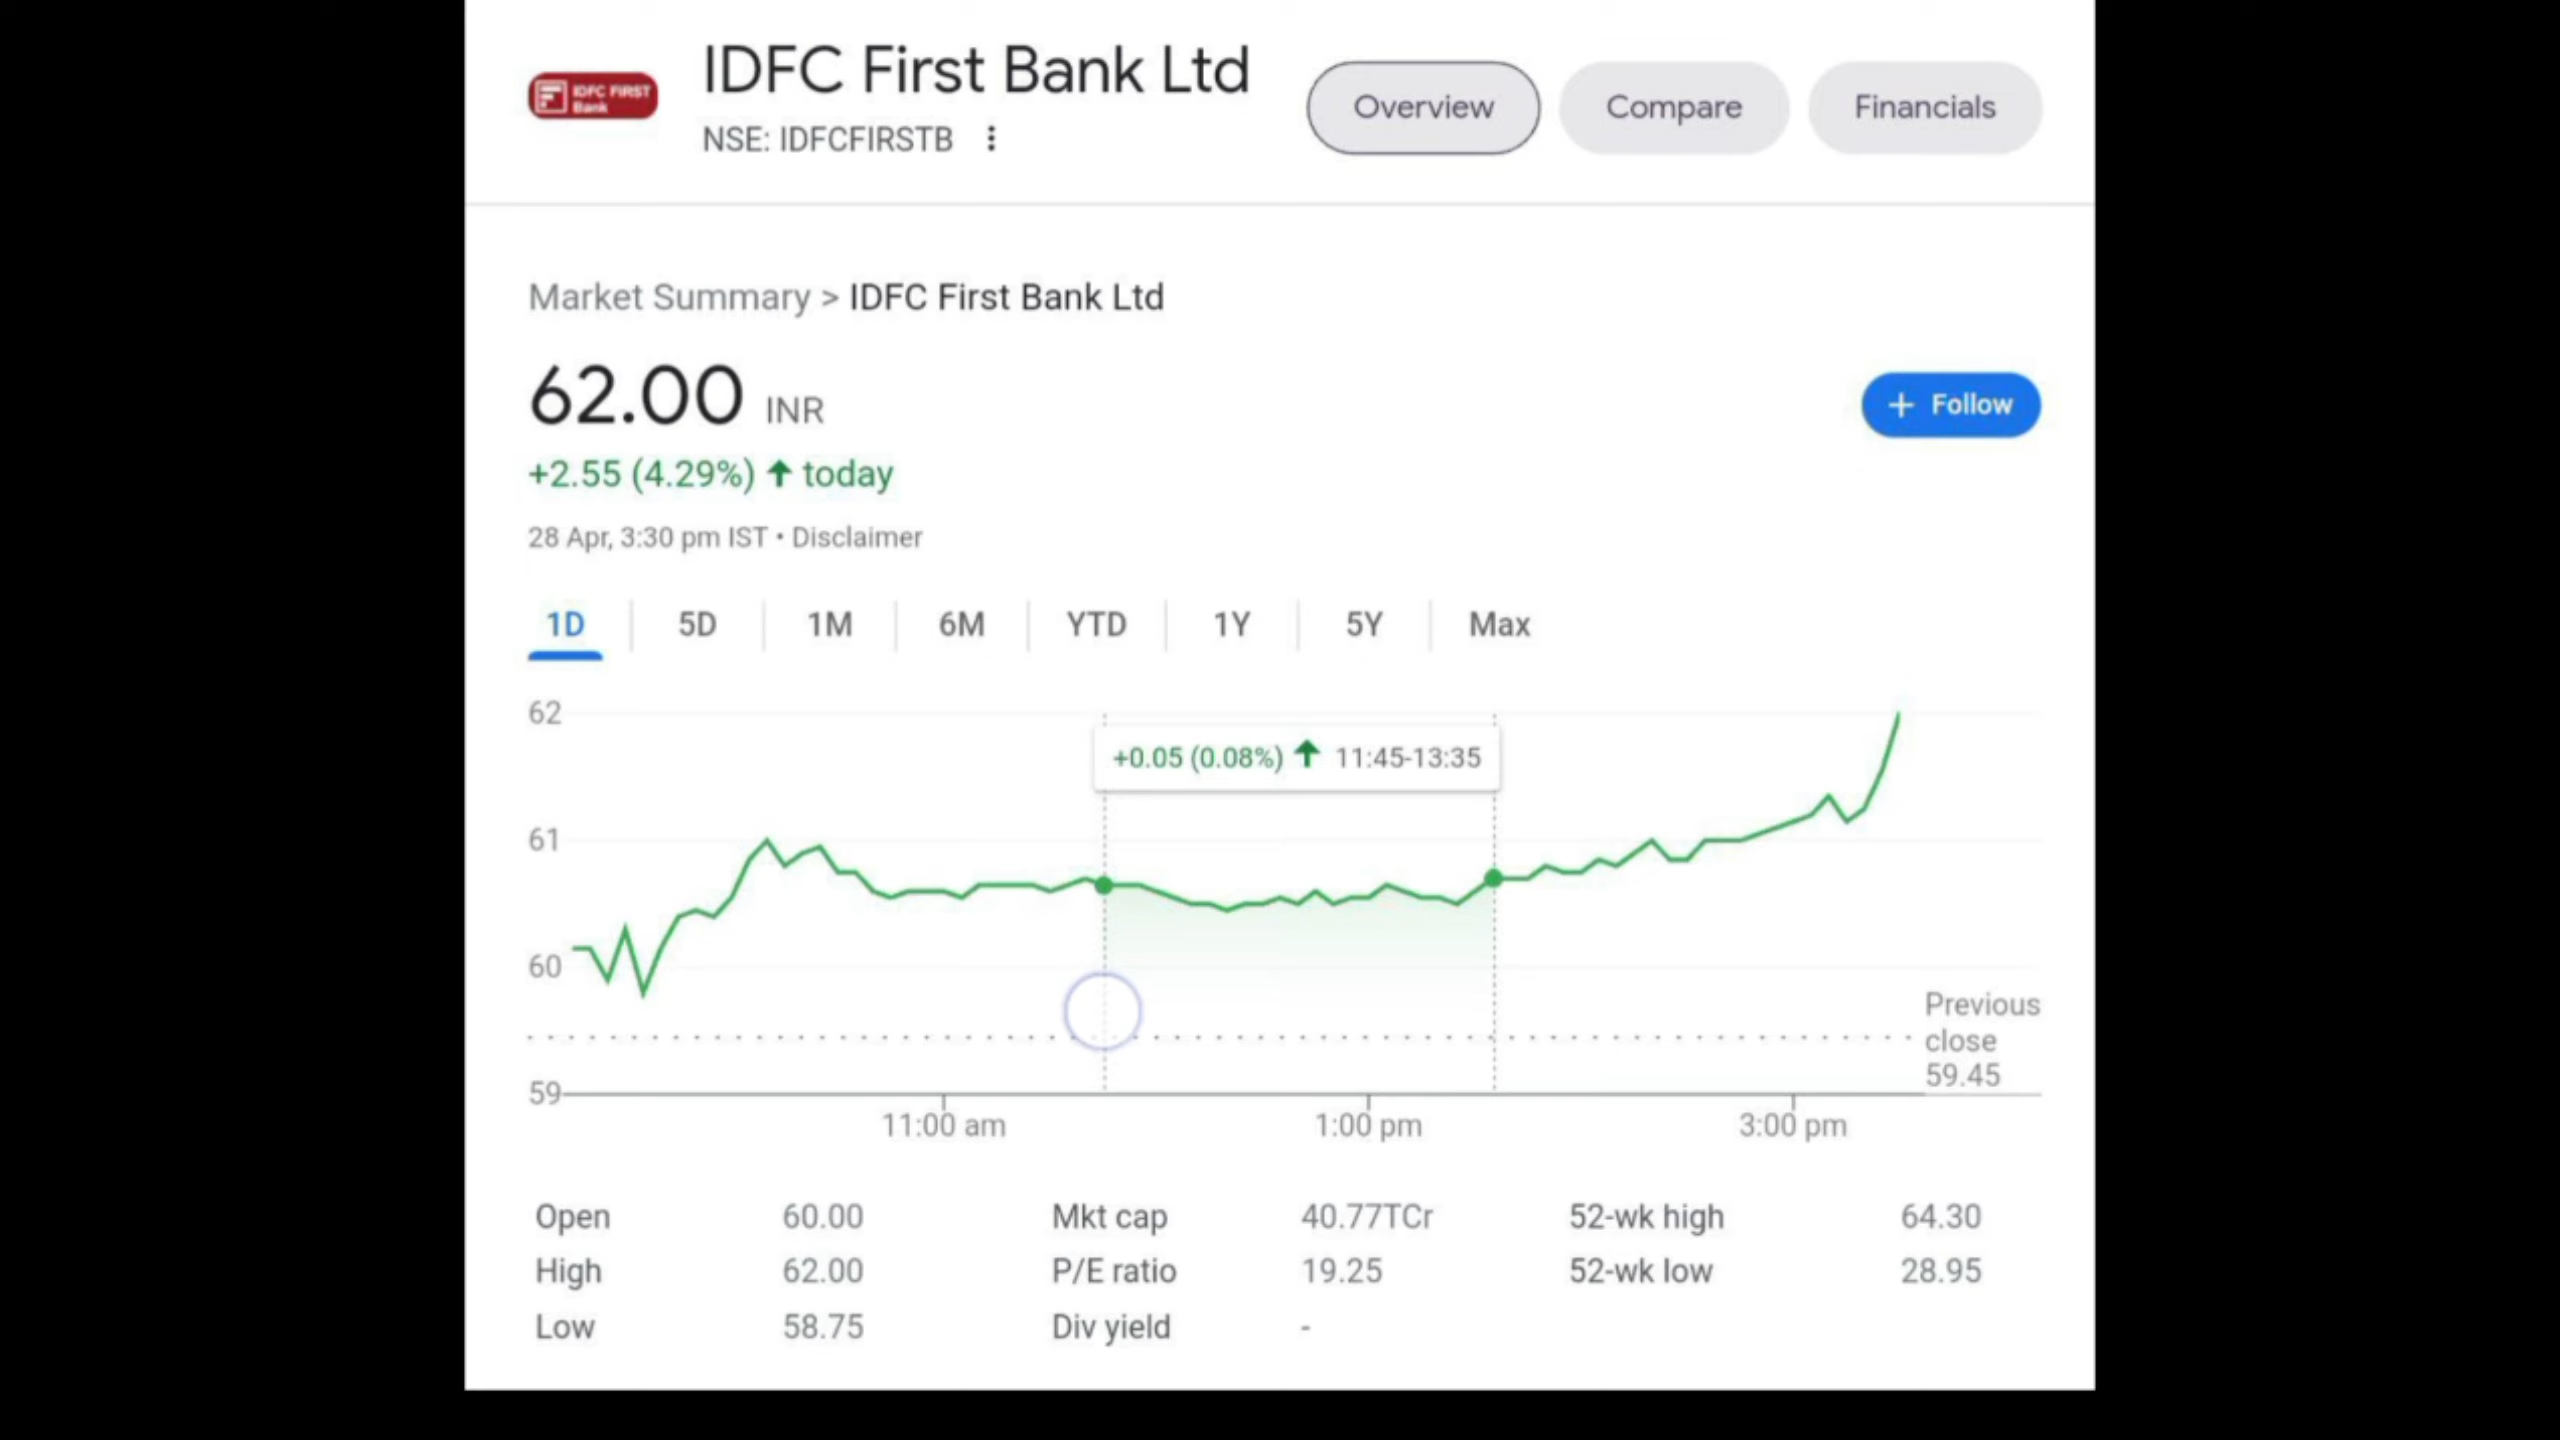 IDFC FIRST
Bank
IDFC First Bank Ltd
NSE: IDFCFIRSTB
Overview
Compare
Financials
Market Summary > IDFC First Bank Ltd
62.00 INR
+ Follow
+2.55 (4.29%) ↑ today
28 Apr, 3:30 pm IST • Disclaimer
1D 5D 1M 6M YTD 1Y 5Y Max
62
+0.05 (0.08%) ↑ 11:45-13:35
61
60
Previous
close
59.45
59
11:00 am 1:00 pm 3:00 pm
Open 60.00 Mkt cap 40.77TCr 52-wk high 64.30
High 62.00 P/E ratio 19.25 52-wk low 28.95
Low 58.75 Div yield -